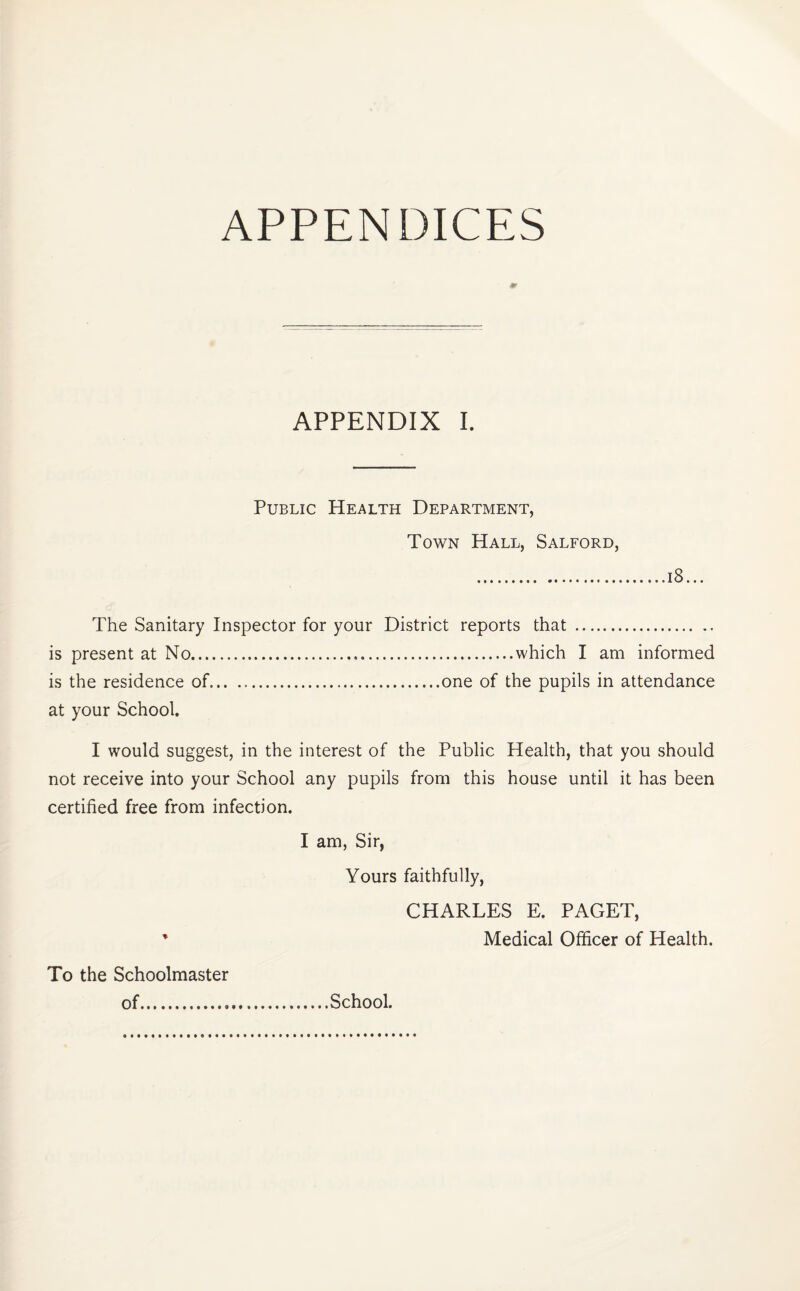 APPENDICES
APPENDIX I.
Public Health Department,
Town Hall, Salford,
.......... ......................18...
The Sanitary Inspector for your District reports that ..................... ..
is present at No.......................................................which I am informed
is the residence of... ...................................one of the pupils in attendance
at your School.
I would suggest, in the interest of the Public Health, that you should
not receive into your School any pupils from this house until it has been
certified free from infection.
I am, Sir,
Yours faithfully,
CHARLES E. PAGET,
Medical Officer of Health.
To the Schoolmaster
of................................School.
..........................................